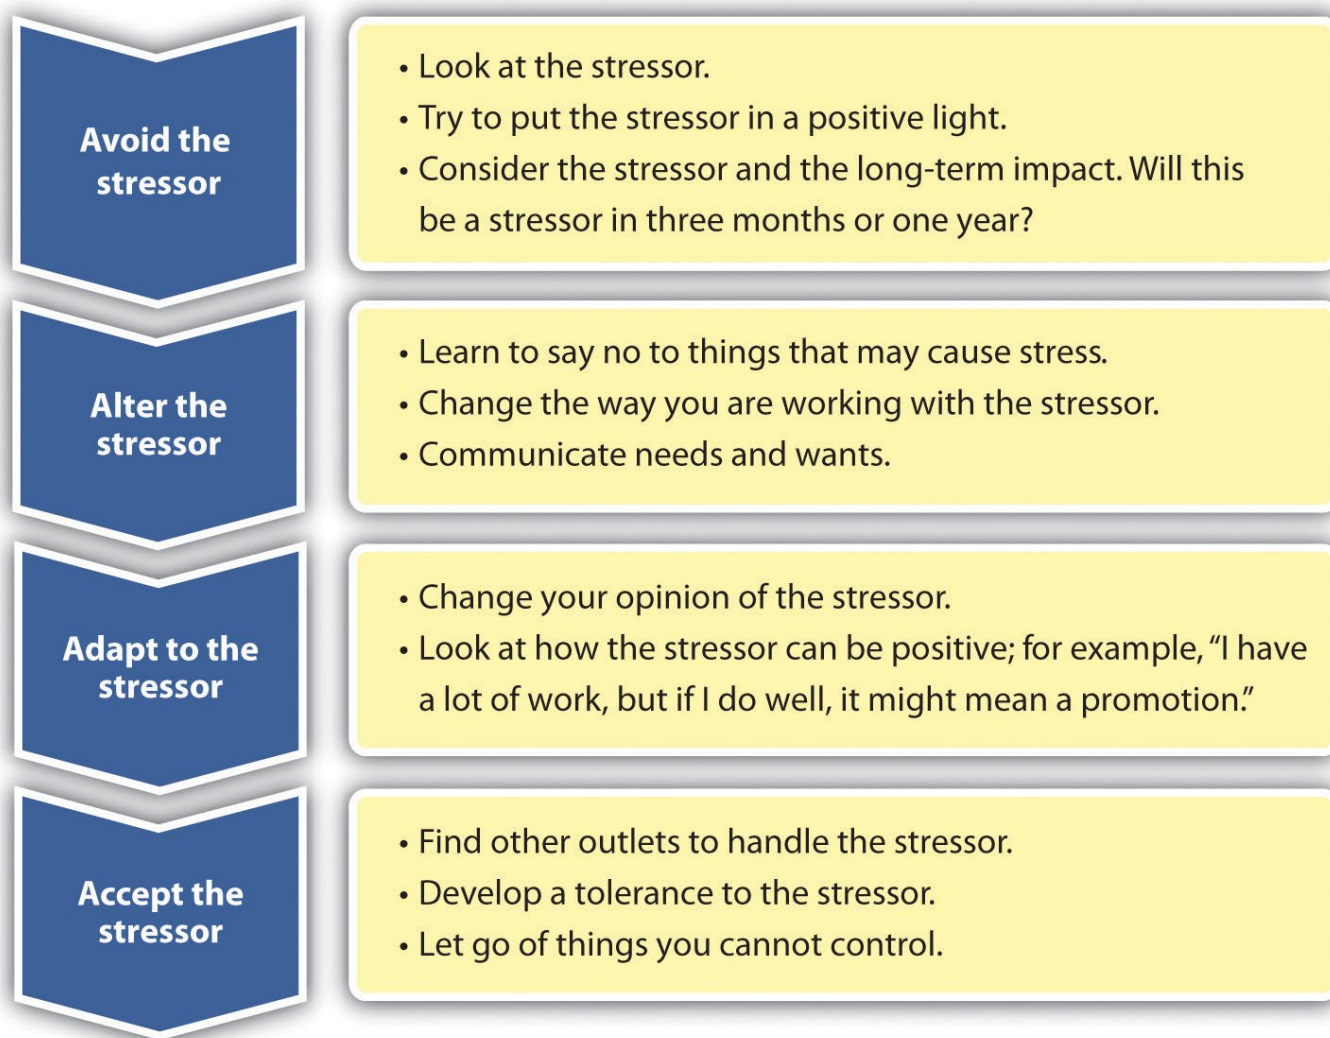 Avoid the
stressor
• Look at the stressor.
• Try to put the stressor in a positive light.
• Consider the stressor and the long-term impact. Will this
be a stressor in three months or one year?
Alter the
stressor
• Learn to say no to things that may cause stress.
• Change the way you are working with the stressor.
• Communicate needs and wants.
Adapt to the
stressor
• Change your opinion of the stressor.
• Look at how the stressor can be positive; for example, “I have
a lot of work, but if I do well, it might mean a promotion.”
Accept the
stressor
• Find other outlets to handle the stressor.
• Develop a tolerance to the stressor.
• Let go of things you cannot control.